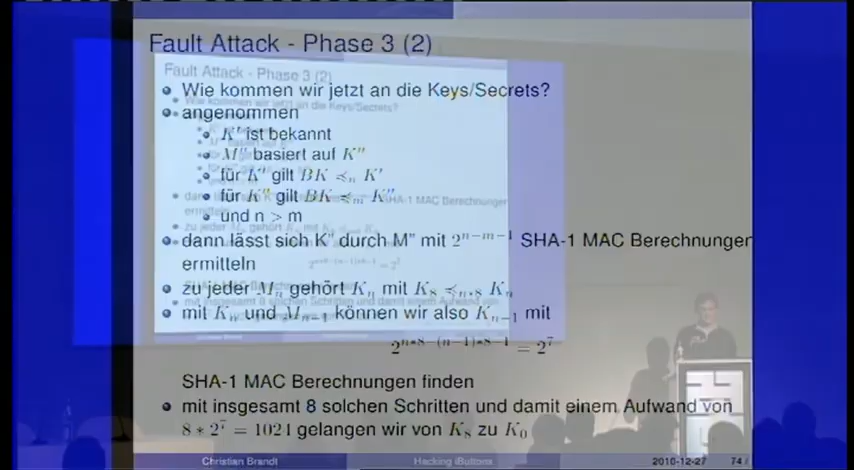 Fault Attack - Phase 3 (2)
Wie kommen wir jetzt an die Keys/Secrets?
angenommen
K' ist bekannt
M'' basiert auf K''
für K' gilt BK ≼ₙ K'
für K'' gilt BK ≼ₘ K''
und n > m
dann lässt sich K'' durch M'' mit 2^{n-m-1} SHA-1 MAC Berechnungen
ermitteln
zu jeder Mₙ gehört Kₙ mit K₈ ≼ₙ*₈ Kₙ
mit Kₙ und Mₙ₋₁ können wir also Kₙ₋₁ mit
2^{n*8-(n-1)*8-1} = 2^7
SHA-1 MAC Berechnungen finden
mit insgesamt 8 solchen Schritten und damit einem Aufwand von
8 * 2^7 = 1024 gelangen wir von K₈ zu K₀
Christian Brandt Hacking iButtons 2010-12-27 74 /